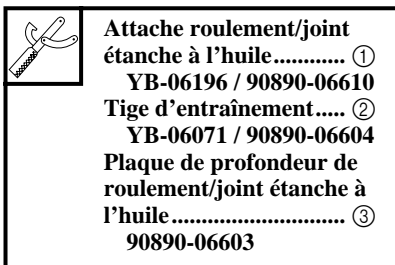 Attache roulement/joint
étanche à l’huile............ ①
YB-06196 / 90890-06610
Tige d’entraînement..... ②
YB-06071 / 90890-06604
Plaque de profondeur de
roulement/joint étanche à
l’huile.............................. ③
90890-06603